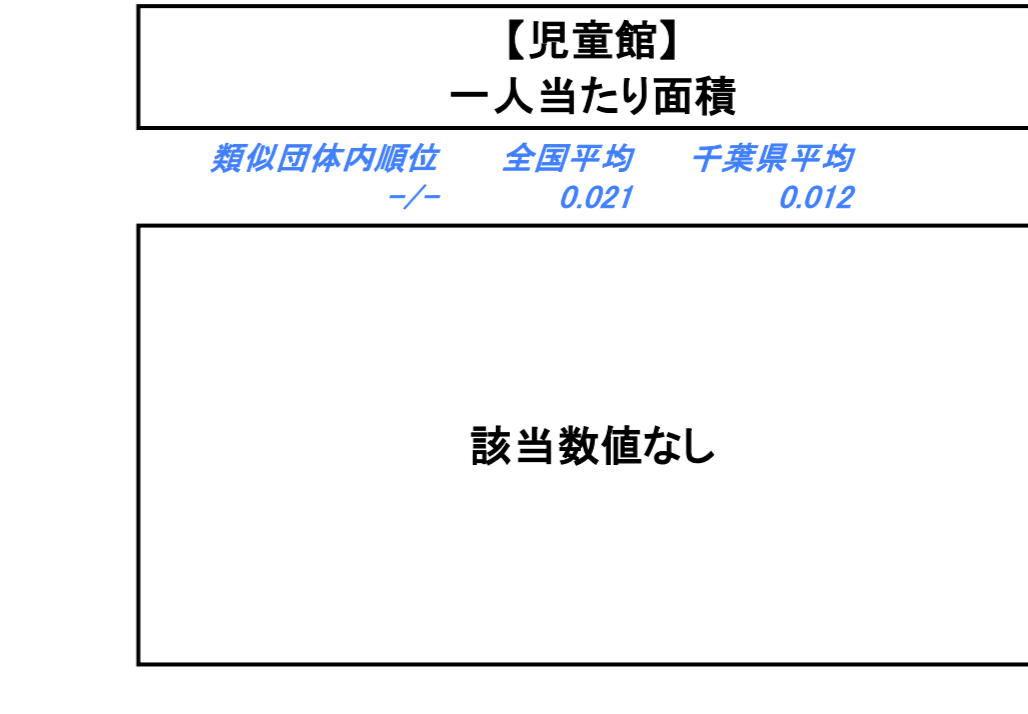 【児童館】
一人当たり面積
類似団体内順位 全国平均 千葉県平均
-/- 0.021 0.012
該当数値なし